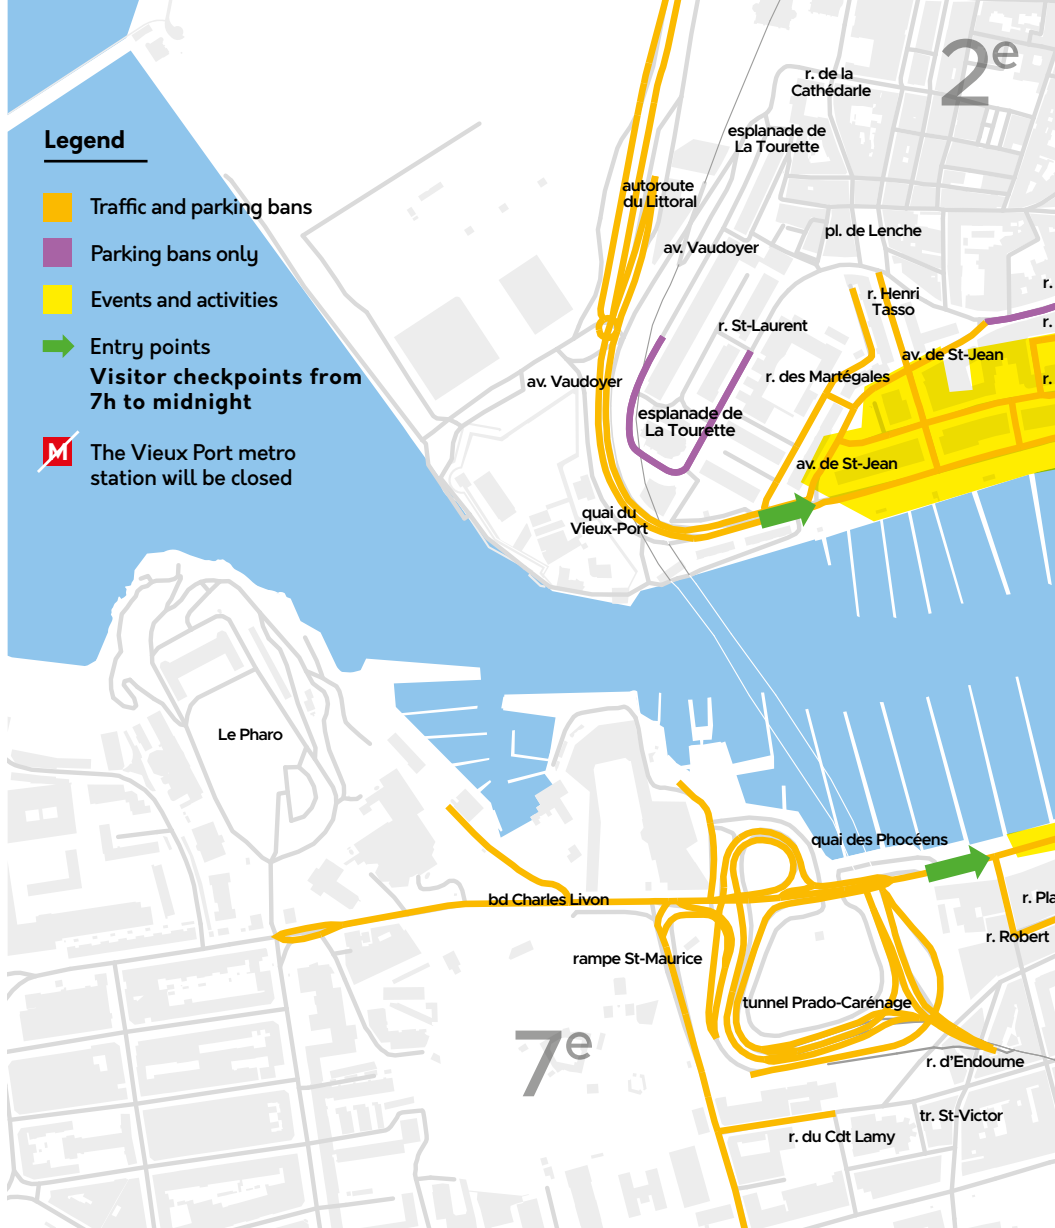 Legend
Traffic and parking bans
Parking bans only
Events and activities
Entry points
Visitor checkpoints from
7h to midnight
M
The Vieux Port metro
station will be closed
2e
r. de la
Cathédarle
esplanade de
La Tourette
autoroute
du Littoral
pl. de Lenche
av. Vaudoyer
r.
r. Henri
Tasso
r. St-Laurent
r.
av. de St-Jean
av. Vaudoyer
r. des Martégales
r.
esplanade de
La Tourette
av. de St-Jean
quai du
Vieux-Port
Le Pharo
quai des Phocéens
bd Charles Livon
r. Pla
r. Robert
rampe St-Maurice
tunnel Prado-Carénage
7e
r. d'Endoume
tr. St-Victor
r. du Cdt Lamy